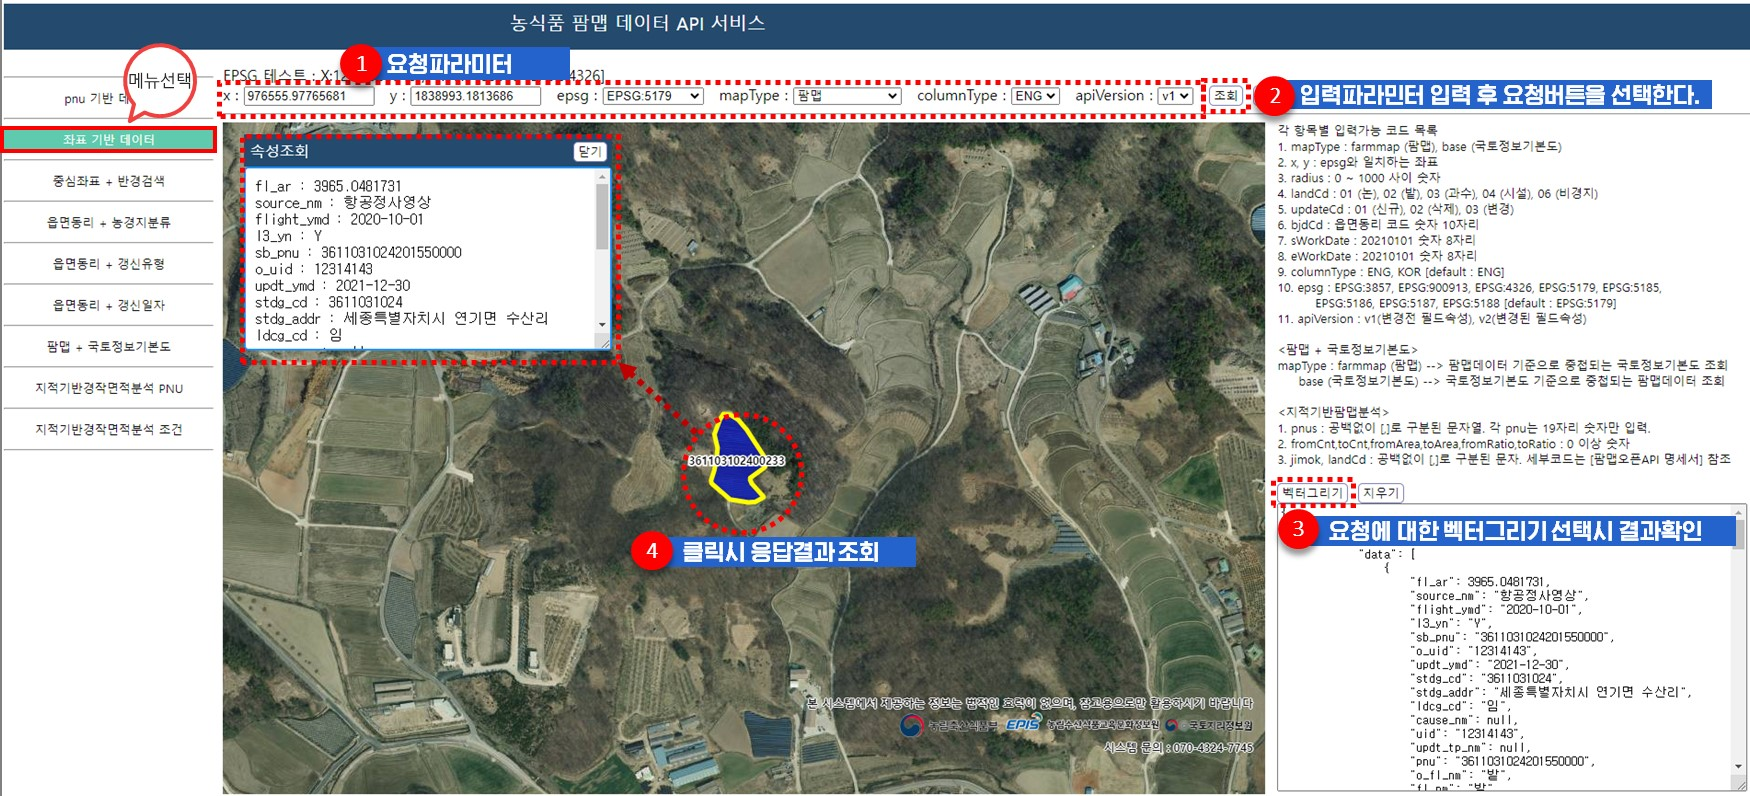 농식품 팜맵 데이터 API 서비스
메뉴선택
pnu 기반 데
좌표 기반 데이터
중심좌표 + 반경검색
읍면동리 + 농경지분류
읍면동리 + 갱신유형
읍면동리 + 갱신일자
팜맵 + 국토정보기본도
지적기반경작면적분석 PNU
지적기반경작면적분석 조건
EPSG 테스트 : X:12
4326]
1 요청파라미터
x : 976555.97765681 y : 1838993.1813686 epsg : EPSG:5179 mapType : 팜맵 columnType : ENG apiVersion : v1 조회
2 입력파라민터 입력 후 요청버튼을 선택한다.
속성조회 닫기
fl_ar : 3965.0481731
source_nm : 항공정사영상
flight_ymd : 2020-10-01
l3_yn : Y
sb_pnu : 3611031024201550000
o_uid : 12314143
updt_ymd : 2021-12-30
stdg_cd : 3611031024
stdg_addr : 세종특별자치시 연기면 수산리
ldcg_cd : 임
361103102400233
4 클릭시 응답결과 조회
본 시스템에서 제공하는 정보는 법적인 효력이 없으며, 참고용으로만 활용하시기 바랍니다
농림축산식품부 EPIS 농림수산식품교육문화정보원 국토지리정보원
시스템 문의 : 070-4324-7745
각 항목별 입력가능 코드 목록
1. mapType : farmmap (팜맵), base (국토정보기본도)
2. x, y : epsg와 일치하는 좌표
3. radius : 0 ~ 1000 사이 숫자
4. landCd : 01 (논), 02 (밭), 03 (과수), 04 (시설), 06 (비경지)
5. updateCd : 01 (신규), 02 (삭제), 03 (변경)
6. bjdCd : 읍면동리 코드 숫자 10자리
7. sWorkDate : 20210101 숫자 8자리
8. eWorkDate : 20210101 숫자 8자리
9. columnType : ENG, KOR [default : ENG]
10. epsg : EPSG:3857, EPSG:900913, EPSG:4326, EPSG:5179, EPSG:5185,
EPSG:5186, EPSG:5187, EPSG:5188 [default : EPSG:5179]
11. apiVersion : v1(변경전 필드속성), v2(변경된 필드속성)
<팜맵 + 국토정보기본도>
mapType : farmmap (팜맵) --> 팜맵데이터 기준으로 중첩되는 국토정보기본도 조회
base (국토정보기본도) --> 국토정보기본도 기준으로 중첩되는 팜맵데이터 조회
<지적기반팜맵분석>
1. pnus : 공백없이 [,]로 구분된 문자열. 각 pnu는 19자리 숫자만 입력.
2. fromCnt,toCnt,fromArea,toArea,fromRatio,toRatio : 0 이상 숫자
3. jimok, landCd : 공백없이 [,]로 구분된 문자. 세부코드는 [팜맵오픈API 명세서] 참조
벡터그리기 지우기
3 요청에 대한 벡터그리기 선택시 결과확인
"data": [
{
"fl_ar": 3965.0481731,
"source_nm": "항공정사영상",
"flight_ymd": "2020-10-01",
"l3_yn": "Y",
"sb_pnu": "3611031024201550000",
"o_uid": "12314143",
"updt_ymd": "2021-12-30",
"stdg_cd": "3611031024",
"stdg_addr": "세종특별자치시 연기면 수산리",
"ldcg_cd": "임",
"cause_nm": null,
"uid": "12314143",
"updt_tp_nm": null,
"pnu": "3611031024201550000",
"o_fl_nm": "밭",
"fl_nm": "밭"